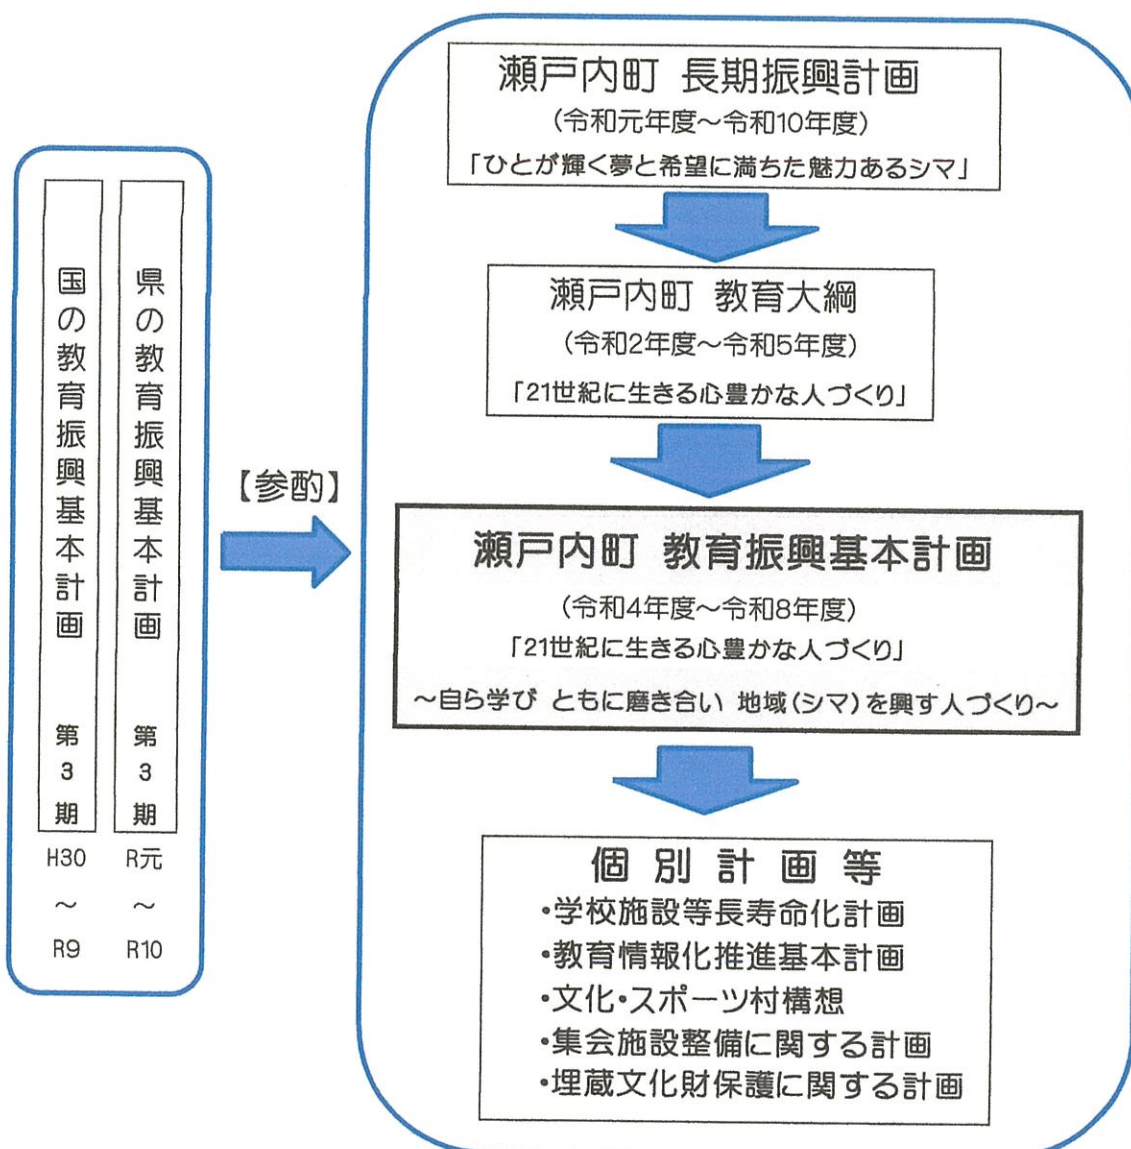 国の教育振興基本計画 第3期
H30
～
R9
県の教育振興基本計画 第3期
R元
～
R10
【参酌】
瀬戸内町 長期振興計画
(令和元年度～令和10年度)
「ひとが輝く夢と希望に満ちた魅力あるシマ」
瀬戸内町 教育大綱
(令和2年度～令和5年度)
「21世紀に生きる心豊かな人づくり」
瀬戸内町 教育振興基本計画
(令和4年度～令和8年度)
「21世紀に生きる心豊かな人づくり」
～自ら学び ともに磨き合い 地域(シマ)を興す人づくり～
個別計画等
・学校施設等長寿命化計画
・教育情報化推進基本計画
・文化・スポーツ村構想
・集会施設整備に関する計画
・埋蔵文化財保護に関する計画